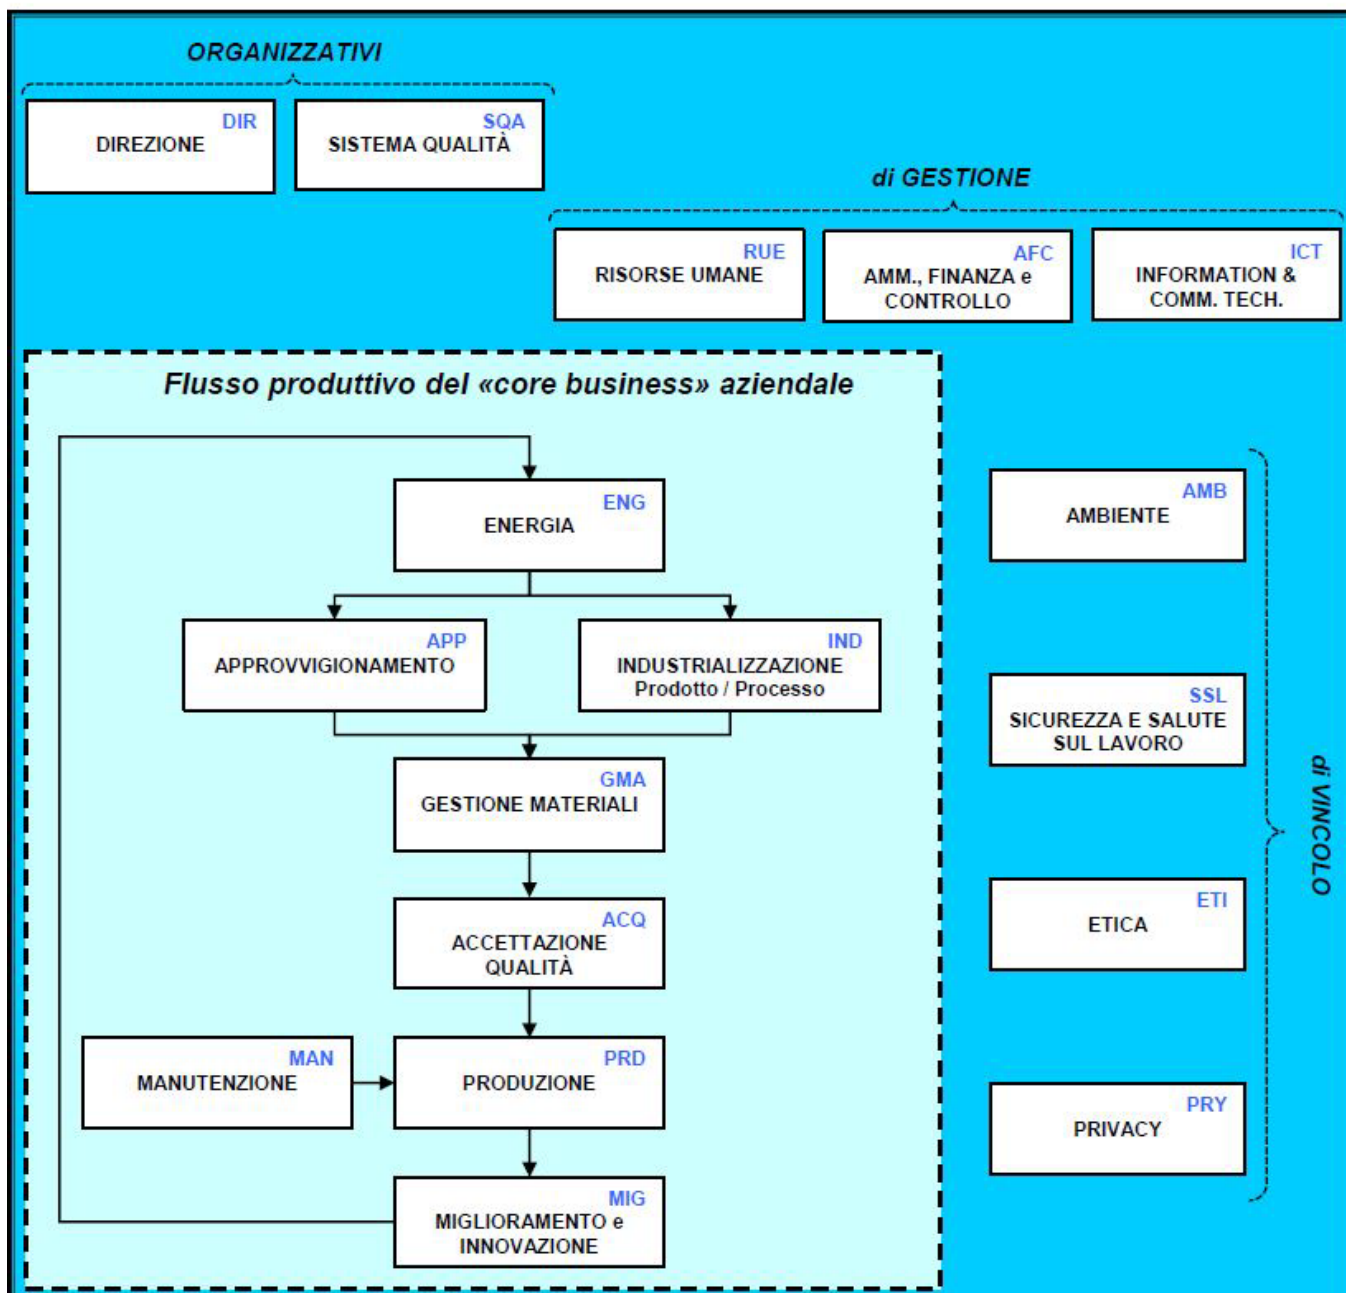 ORGANIZZATIVI
DIR
DIREZIONE
SQA
SISTEMA QUALITÀ
di GESTIONE
RUE
RISORSE UMANE
AFC
AMM., FINANZA e
CONTROLLO
ICT
INFORMATION &
COMM. TECH.
Flusso produttivo del «core business» aziendale
ENG
ENERGIA
APP
APPROVVIGIONAMENTO
IND
INDUSTRIALIZZAZIONE
Prodotto / Processo
GMA
GESTIONE MATERIALI
ACQ
ACCETTAZIONE
QUALITÀ
MAN
MANUTENZIONE
PRD
PRODUZIONE
MIG
MIGLIORAMENTO e
INNOVAZIONE
AMB
AMBIENTE
SSL
SICUREZZA E SALUTE
SUL LAVORO
ETI
ETICA
PRY
PRIVACY
di VINCOLO